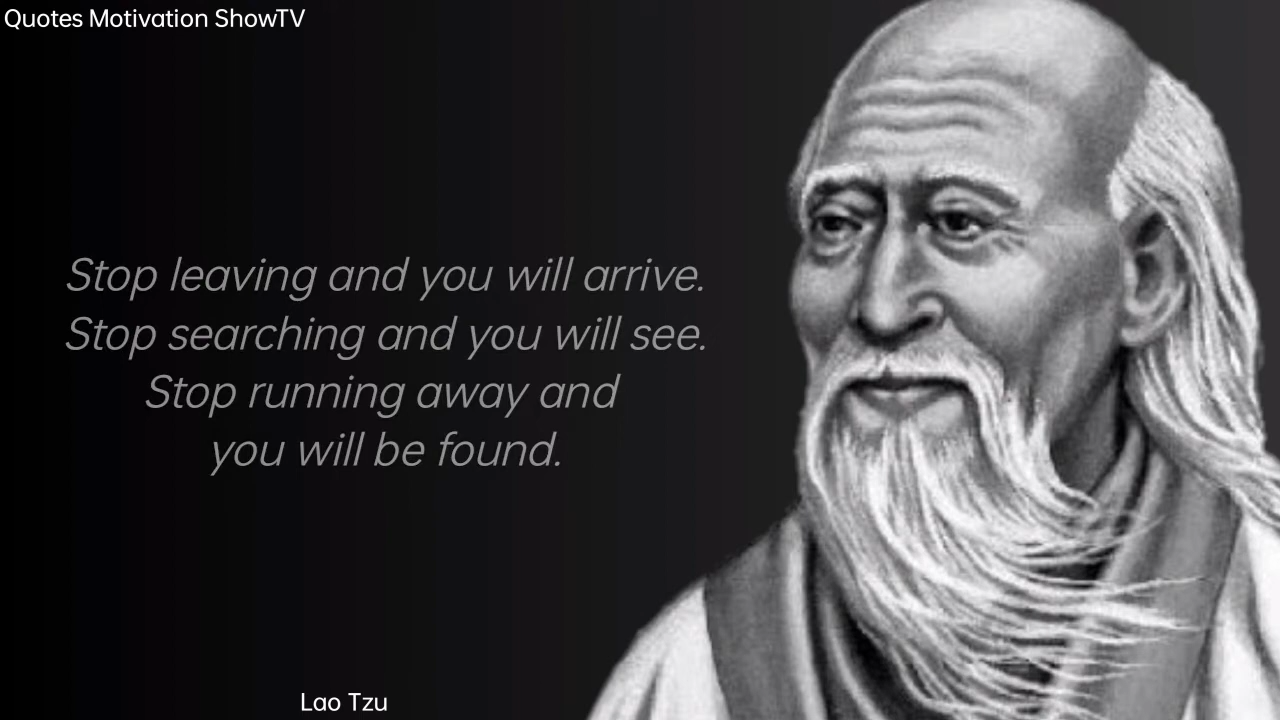 Quotes Motivation ShowTV
Stop leaving and you will arrive.
Stop searching and you will see.
Stop running away and
you will be found.
Lao Tzu